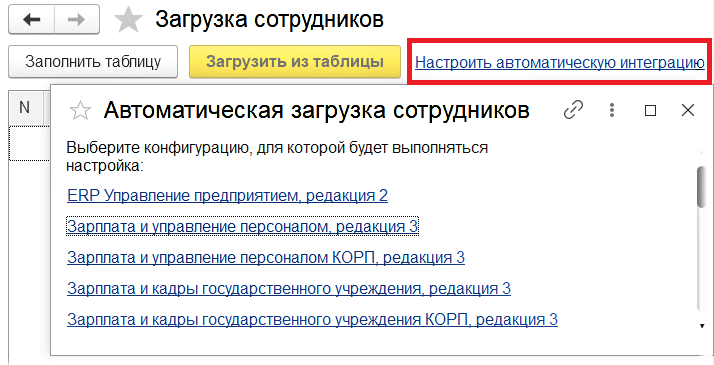 Загрузка сотрудников
Заполнить таблицу
Загрузить из таблицы
Настроить автоматическую интеграцию
N
Автоматическая загрузка сотрудников
Выберите конфигурацию, для которой будет выполняться
настройка:
ERP Управление предприятием, редакция 2
Зарплата и управление персоналом, редакция 3
Зарплата и управление персоналом КОРП, редакция 3
Зарплата и кадры государственного учреждения, редакция 3
Зарплата и кадры государственного учреждения КОРП, редакция 3